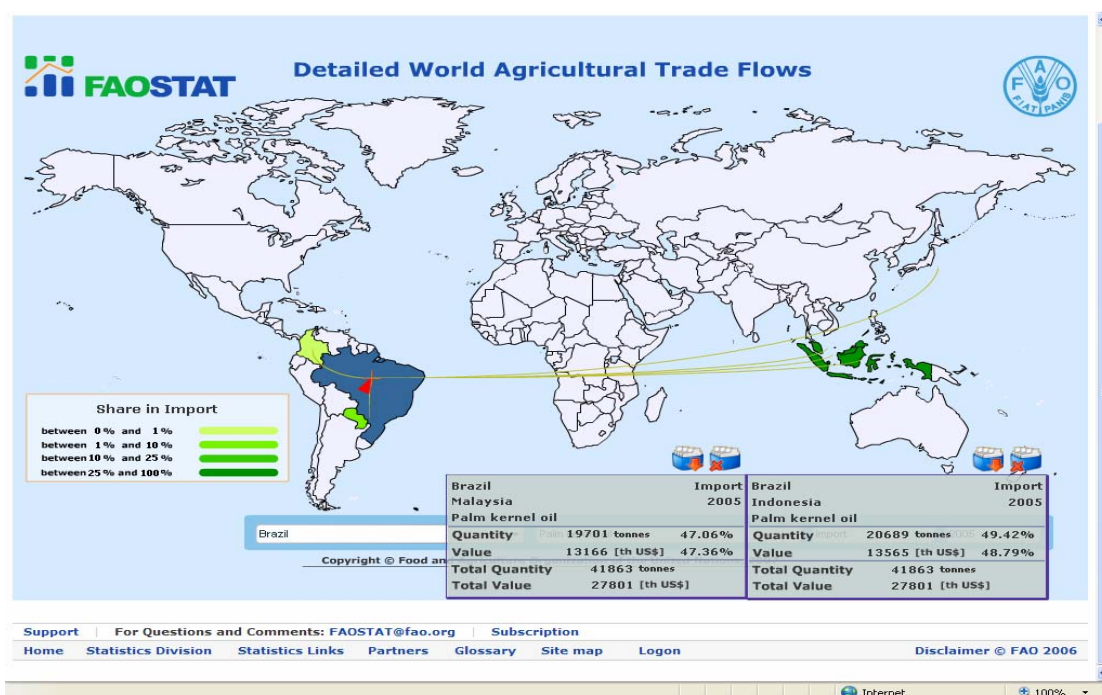 FAOSTAT
Detailed World Agricultural Trade Flows
F A O
FIAT PANIS
Share in Import
between 0 % and 1 %
between 1 % and 10 %
between 10 % and 25 %
between 25 % and 100 %
Brazil Import
Malaysia 2005
Palm kernel oil
Quantity 19701 tonnes 47.06%
Value 13166 [th US$] 47.36%
Total Quantity 41863 tonnes
Total Value 27801 [th US$]
Brazil Import
Indonesia 2005
Palm kernel oil
Quantity 20689 tonnes 49.42%
Value 13565 [th US$] 48.79%
Total Quantity 41863 tonnes
Total Value 27801 [th US$]
Brazil
Copyright © Food and
Support | For Questions and Comments: FAOSTAT@fao.org | Subscription
Home Statistics Division Statistics Links Partners Glossary Site map Logon Disclaimer © FAO 2006
Internet 100%